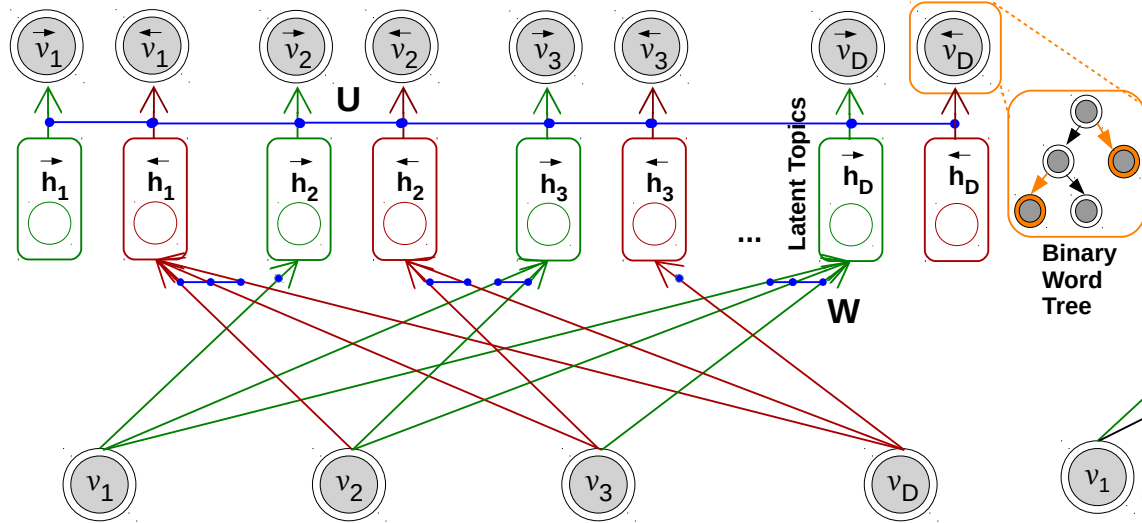 v⃗₁ v⃖₁ v⃗₂ v⃖₂ v⃗₃ v⃖₃ v⃗D v⃖D
U
h⃗₁ h⃖₁ h⃗₂ h⃖₂ h⃗₃ h⃖₃ ... h⃗D h⃖D
Latent Topics
Binary
Word
Tree
W
v₁ v₂ v₃ vD v₁